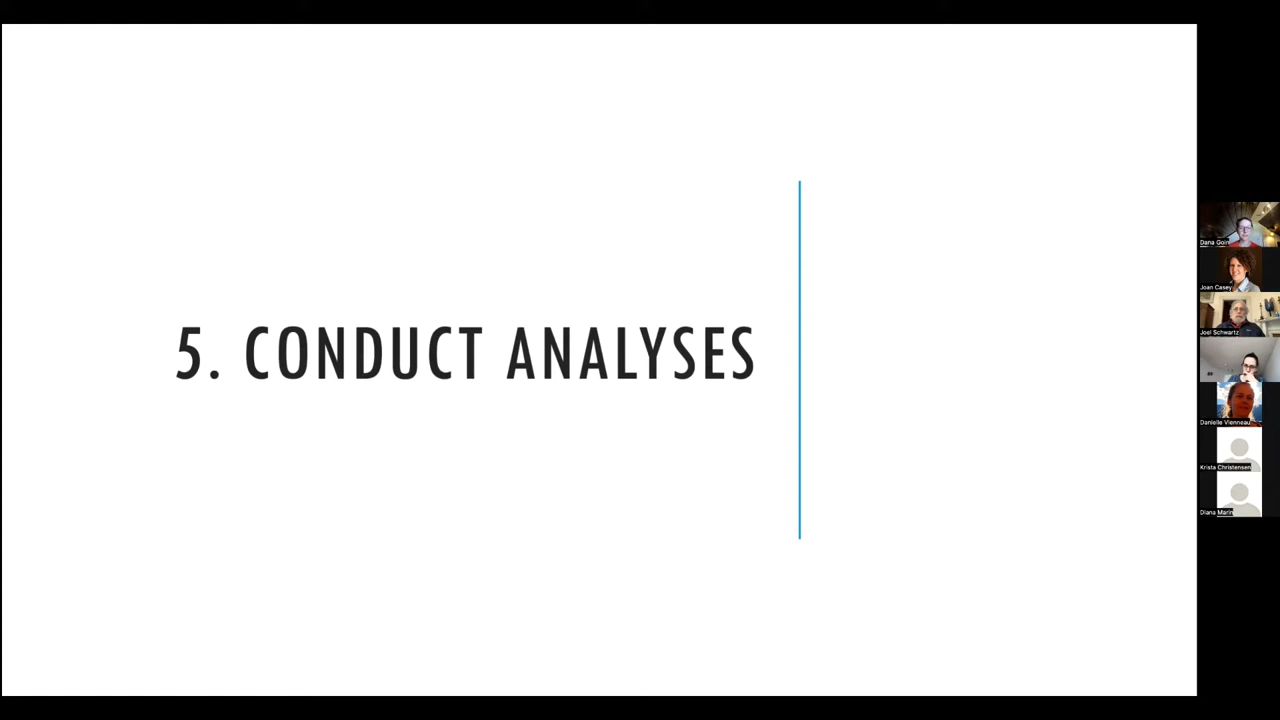 5. CONDUCT ANALYSES
Dana Goin
Joan Casey
Joel Schwartz
Danielle Vienneau
Krista Christensen
Diana Marin